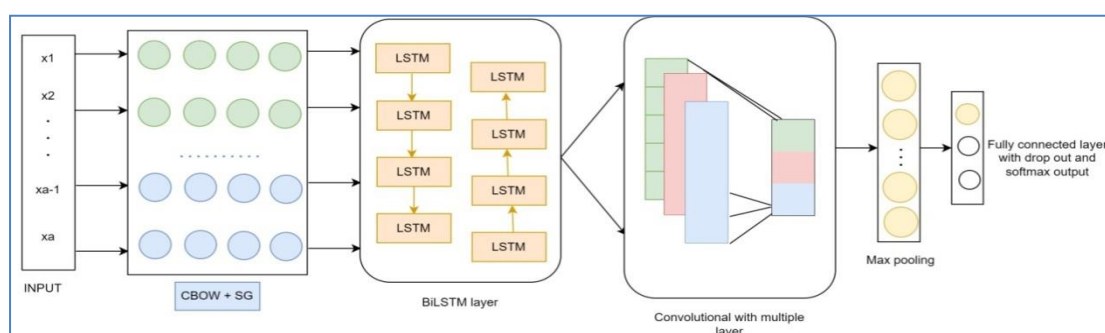 x1
x2
xa-1
xa
INPUT
CBOW + SG
LSTM
LSTM
LSTM
LSTM
LSTM
LSTM
LSTM
LSTM
BiLSTM layer
Convolutional with multiple
layer
Max pooling
Fully connected layer
with drop out and
softmax output